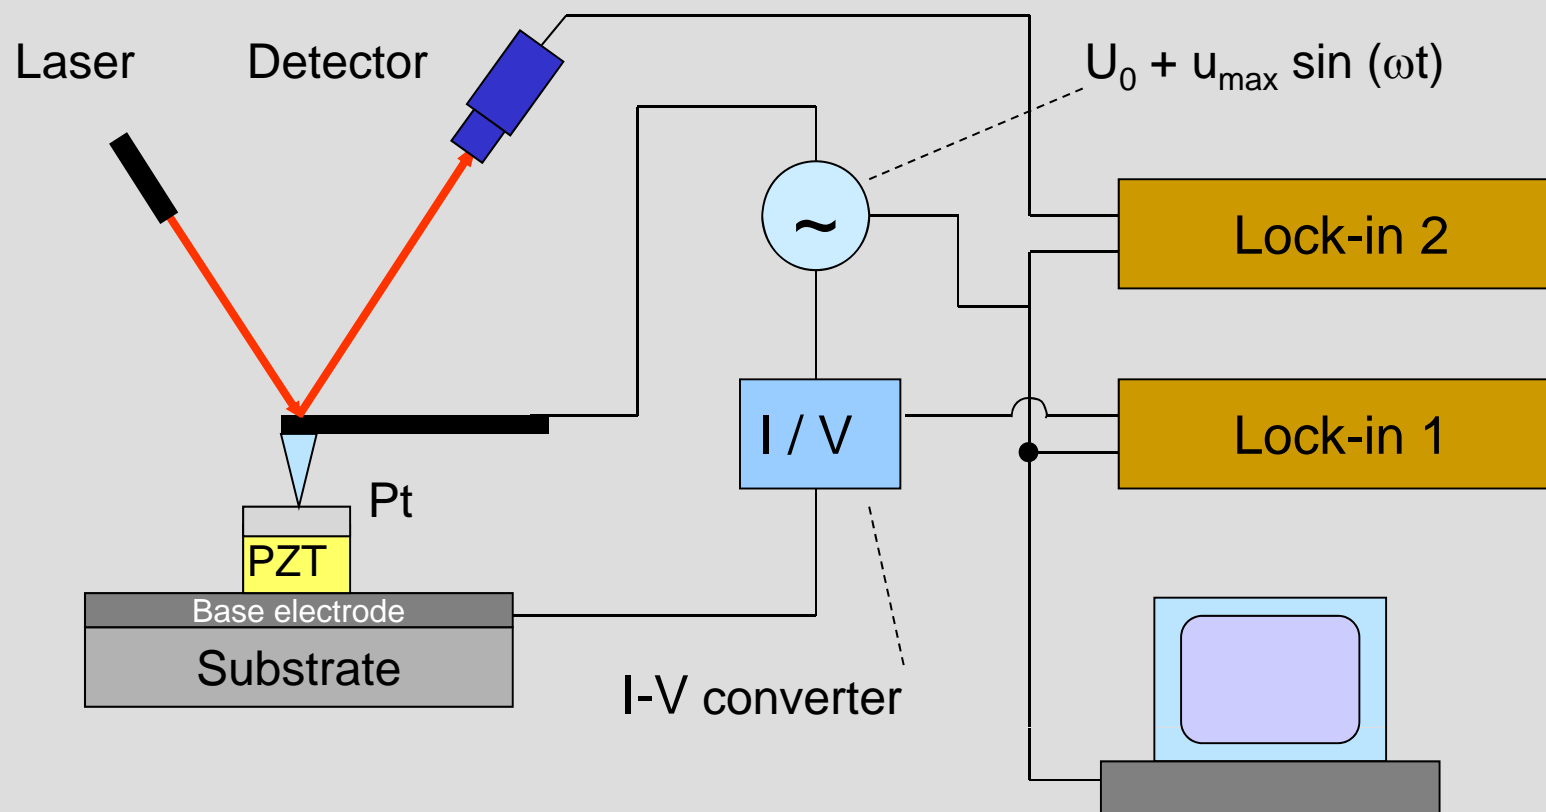 Laser
Detector
U₀ + uₘₐₓ sin (ωt)
~
Lock-in 2
I / V
Lock-in 1
Pt
PZT
Base electrode
Substrate
I-V converter